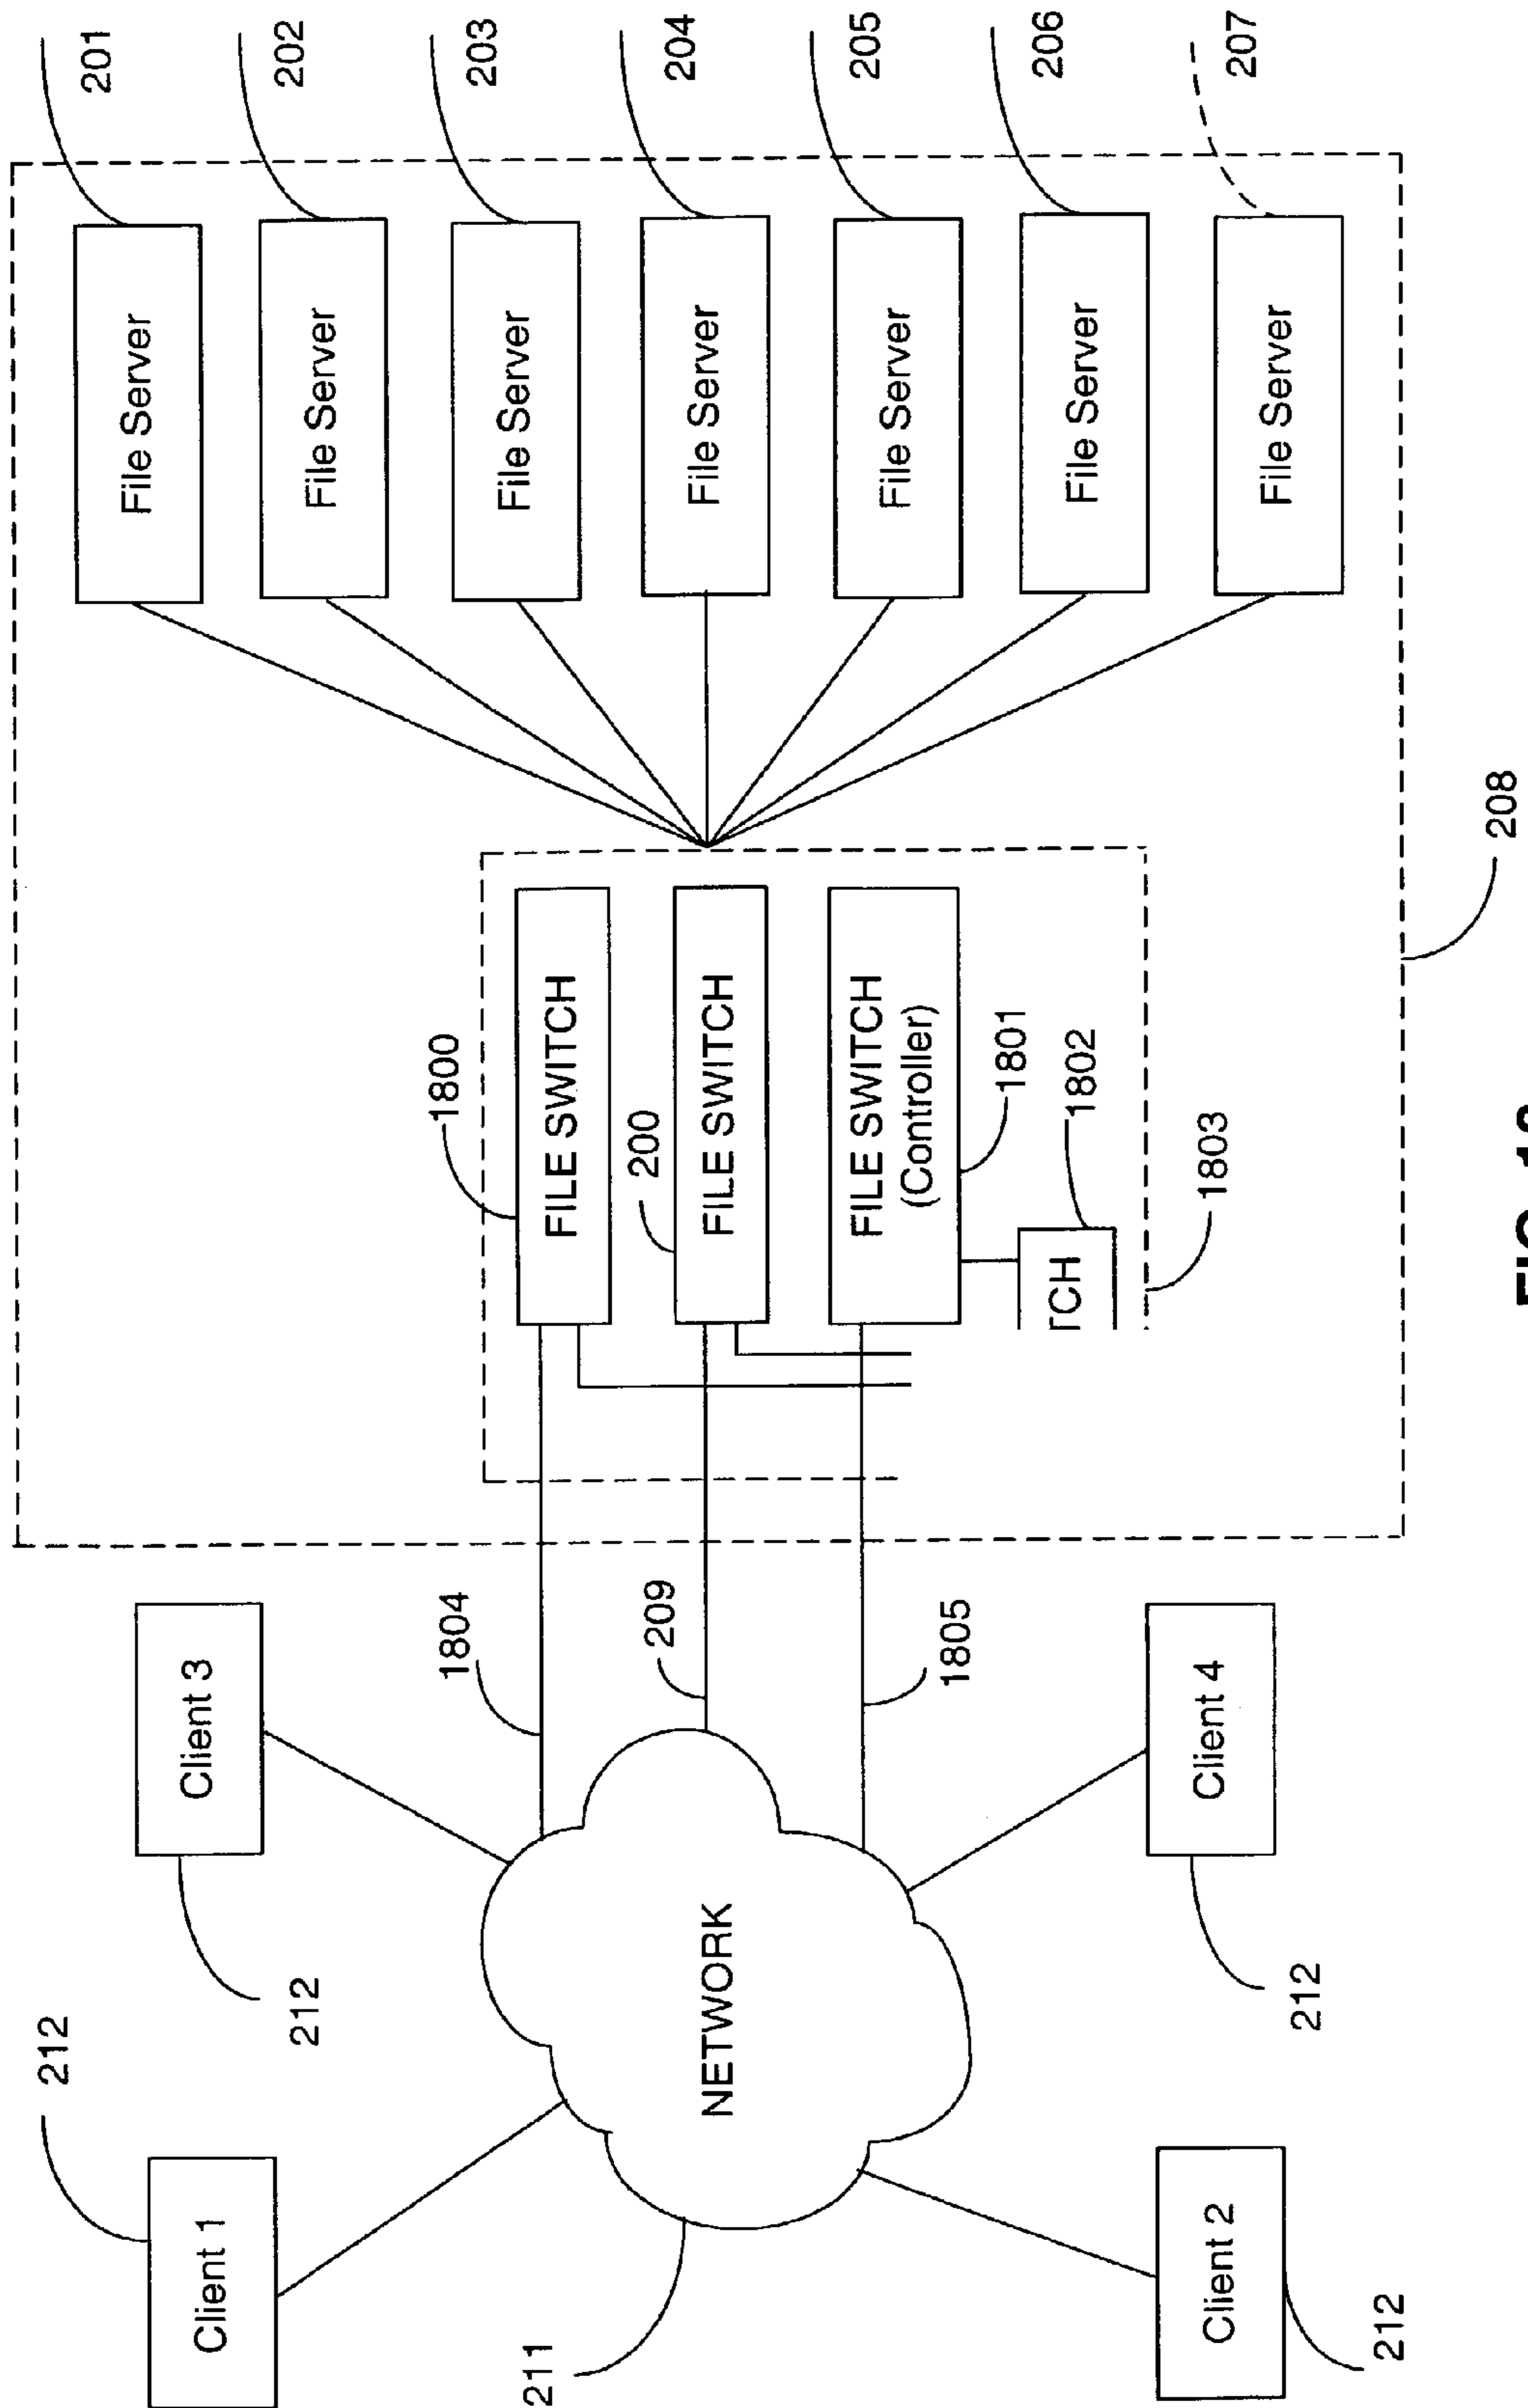 212
Client 1
212
Client 3
211
NETWORK
Client 2
212
Client 4
212
1804
209
1805
1800
FILE SWITCH
200
FILE SWITCH
FILE SWITCH
(Controller)
1801
TCH
1802
1803
File Server
201
File Server
202
File Server
203
File Server
204
File Server
205
File Server
206
File Server
207
208